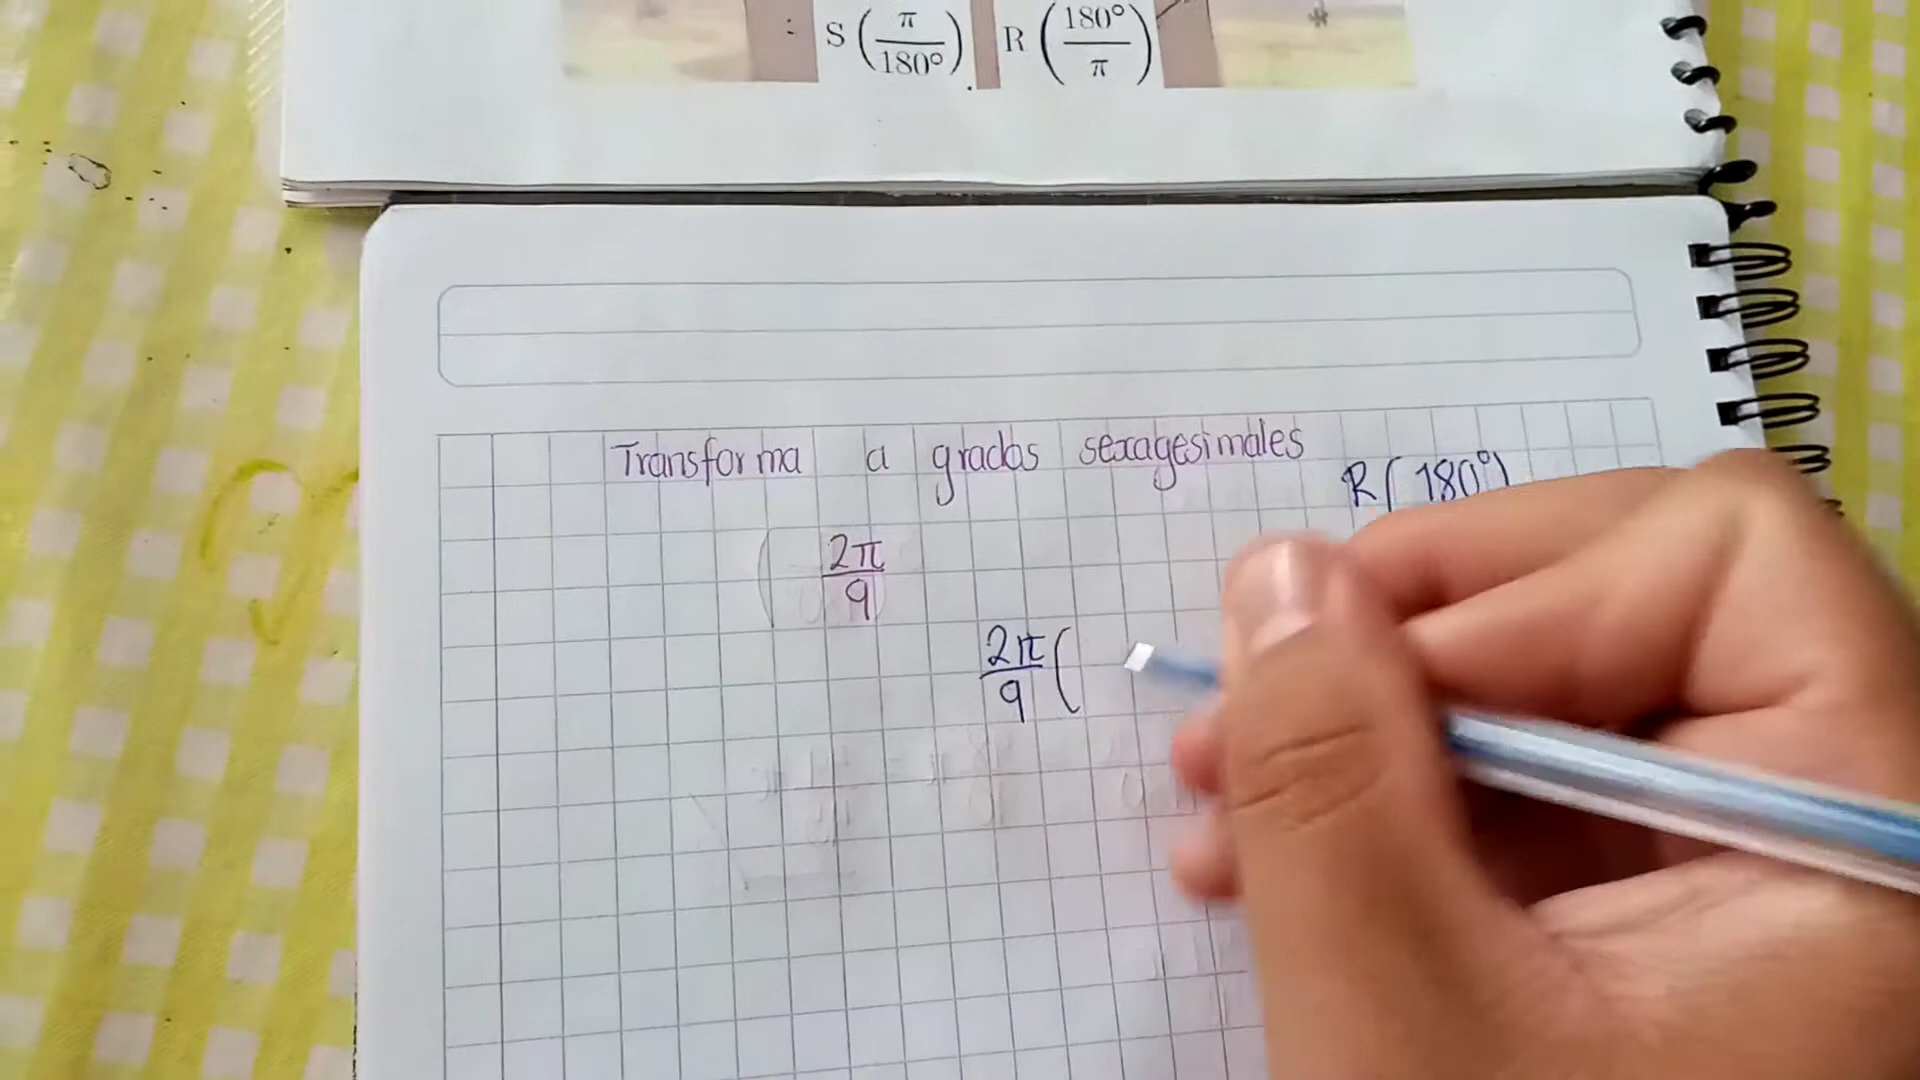 S (π/180°) R (180°/π)
Transforma a grados sexagesimales
R ( 180°)
2π/9
2π/9 (